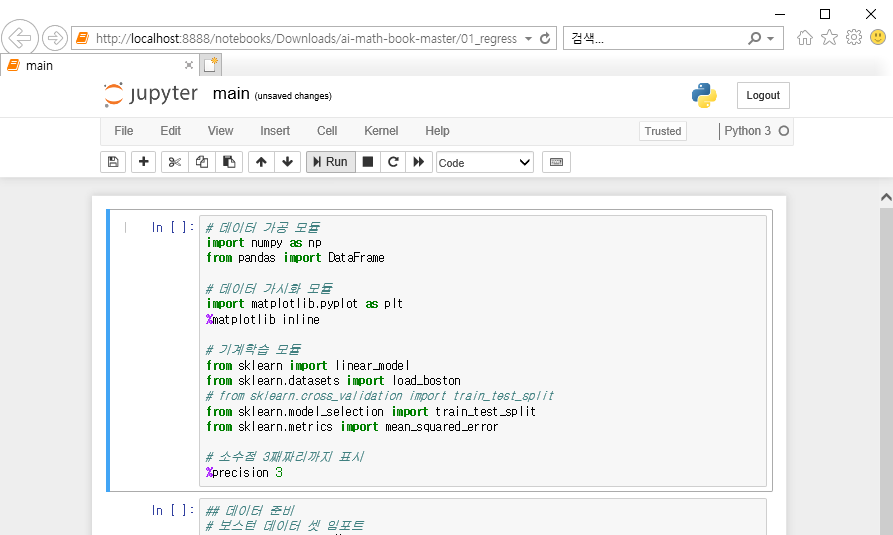 http://localhost:8888/notebooks/Downloads/ai-math-book-master/01_regress
검색...
main
jupyter main (unsaved changes)
Logout
File Edit View Insert Cell Kernel Help
Trusted
Python 3
Run
Code
In [ ]:
# 데이터 가공 모듈
import numpy as np
from pandas import DataFrame
# 데이터 가시화 모듈
import matplotlib.pyplot as plt
%matplotlib inline
# 기계학습 모듈
from sklearn import linear_model
from sklearn.datasets import load_boston
# from sklearn.cross_validation import train_test_split
from sklearn.model_selection import train_test_split
from sklearn.metrics import mean_squared_error
# 소수점 3째짜리까지 표시
%precision 3
In [ ]:
## 데이터 준비
# 보스턴 데이터 셋 임포트